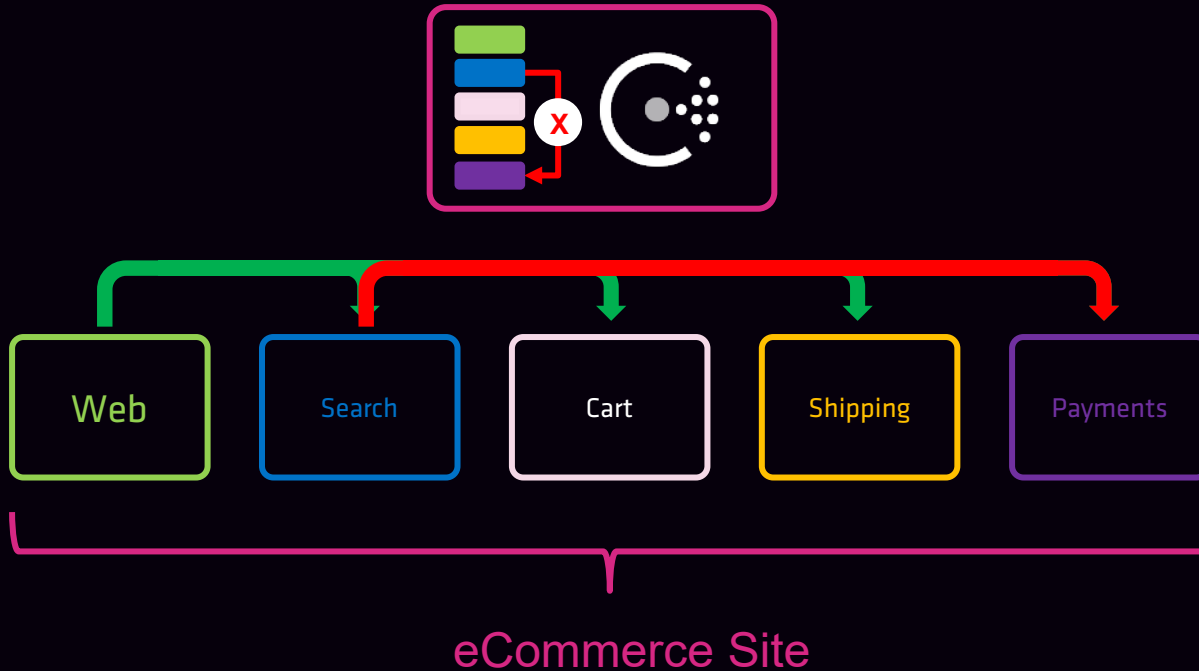 X
Web
Search
Cart
Shipping
Payments
eCommerce Site